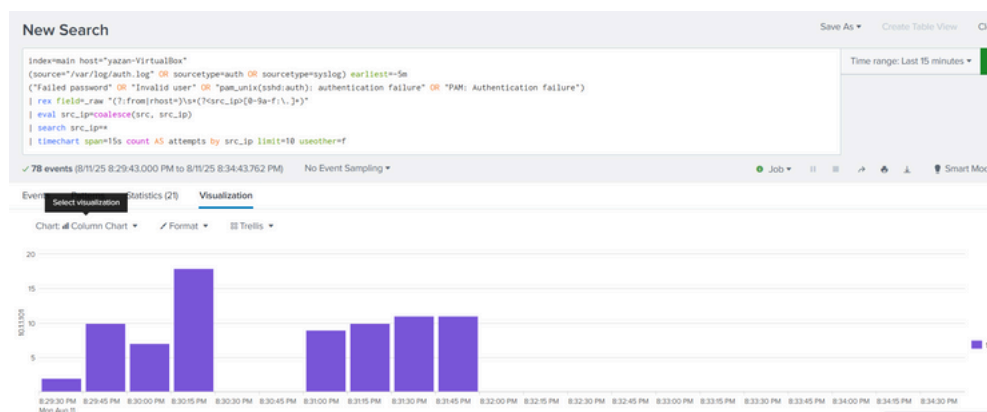 New Search
Save As
Create Table View
index=main host="yazan-VirtualBox"
(source="/var/log/auth.log" OR sourcetype=auth OR sourcetype=syslog) earliest=-5m
("Failed password" OR "Invalid user" OR "pam_unix(sshd:auth): authentication failure" OR "PAM: Authentication failure")
| rex field=_raw "(?:from|rhost=)\s*(?<src_ip>[0-9a-f:\.]+)"
| eval src_ip=coalesce(src, src_ip)
| search src_ip=*
| timechart span=15s count AS attempts by src_ip limit=10 useother=f
Time range: Last 15 minutes
78 events (8/11/25 8:29:43.000 PM to 8/11/25 8:34:43.762 PM)
No Event Sampling
Job
Smart Mod
Statistics (21)
Visualization
Select visualization
Chart: Column Chart
Format
Trellis
20
15
10
5
8:29:30 PM 8:29:45 PM 8:30:00 PM 8:30:15 PM 8:30:30 PM 8:30:45 PM 8:31:00 PM 8:31:15 PM 8:31:30 PM 8:31:45 PM 8:32:00 PM 8:32:15 PM 8:32:30 PM 8:32:45 PM 8:33:00 PM 8:33:15 PM 8:33:30 PM 8:33:45 PM 8:34:00 PM 8:34:15 PM 8:34:30 PM
Mon Aug 11